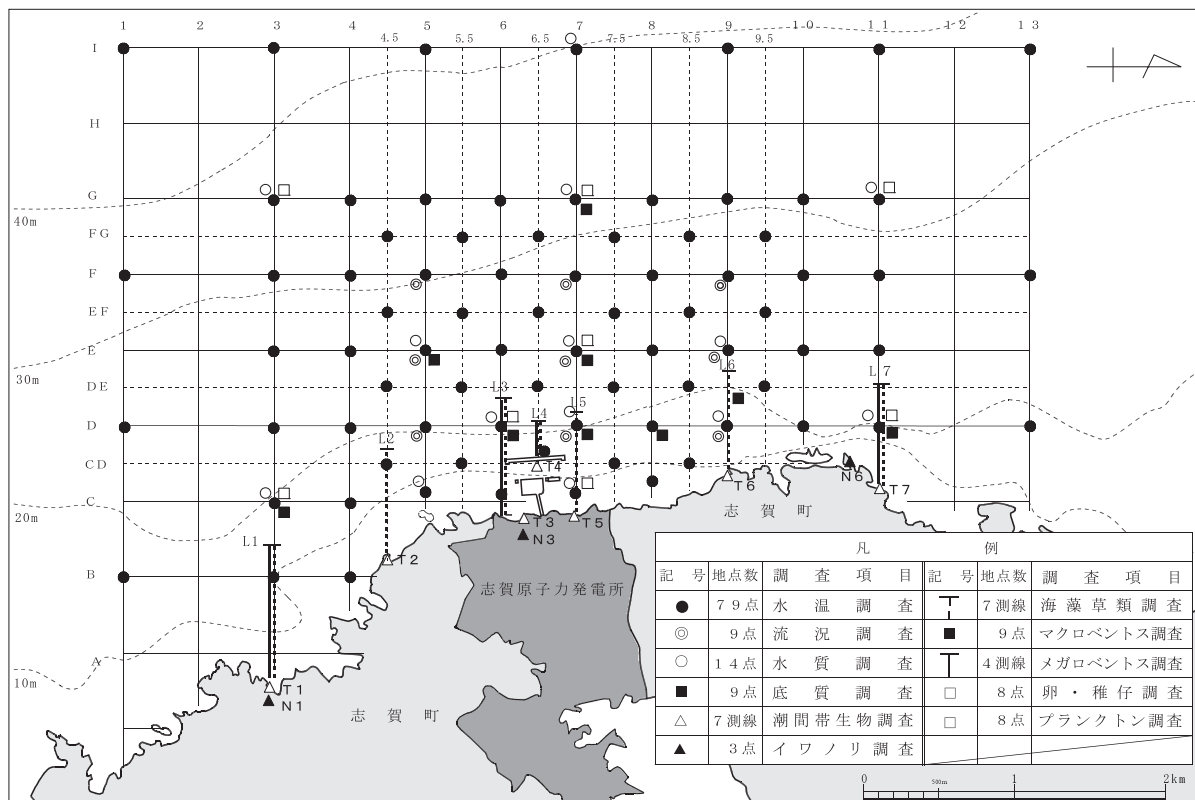 1 2 3 4 5 6 7 8 9 10 11 12 13
4.5 5.5 6.5 7.5 8.5 9.5
I
H
G
40m
FG
F
EF
E
30m
L6
DE
L3
L7
L5
L4
D
L2
CD
T4
T6
N6
T7
C
20m
志賀町
T3
T5
N3
L1
T2
B
志賀原子力発電所
A
10m
T1
N1
志賀町
凡例
記号 地点数 調査項目 記号 地点数 調査項目
● 79点 水温調査 7測線 海藻草類調査
◎ 9点 流況調査 ■ 9点 マクロベントス調査
○ 14点 水質調査 4測線 メガロベントス調査
■ 9点 底質調査 □ 8点 卵・稚仔調査
△ 7測線 潮間帯生物調査 □ 8点 プランクトン調査
▲ 3点 イワノリ調査
0 500m 1 2km